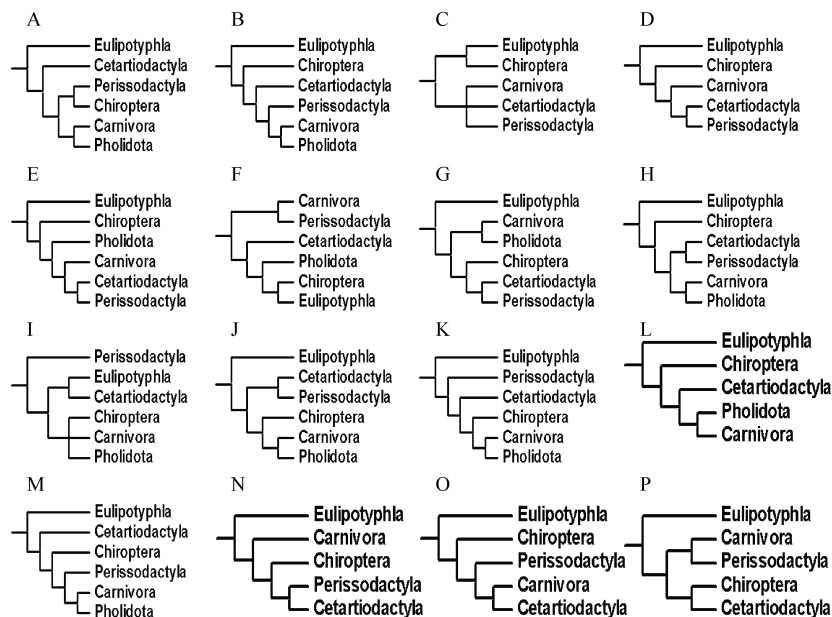 A
Eulipotyphla
Cetartiodactyla
Perissodactyla
Chiroptera
Carnivora
Pholidota
B
Eulipotyphla
Chiroptera
Cetartiodactyla
Perissodactyla
Carnivora
Pholidota
C
Eulipotyphla
Chiroptera
Carnivora
Cetartiodactyla
Perissodactyla
D
Eulipotyphla
Chiroptera
Carnivora
Cetartiodactyla
Perissodactyla
E
Eulipotyphla
Chiroptera
Pholidota
Carnivora
Cetartiodactyla
Perissodactyla
F
Carnivora
Perissodactyla
Cetartiodactyla
Pholidota
Chiroptera
Eulipotyphla
G
Eulipotyphla
Carnivora
Pholidota
Chiroptera
Cetartiodactyla
Perissodactyla
H
Eulipotyphla
Chiroptera
Cetartiodactyla
Perissodactyla
Carnivora
Pholidota
I
Perissodactyla
Eulipotyphla
Cetartiodactyla
Chiroptera
Carnivora
Pholidota
J
Eulipotyphla
Cetartiodactyla
Perissodactyla
Chiroptera
Carnivora
Pholidota
K
Eulipotyphla
Perissodactyla
Cetartiodactyla
Chiroptera
Carnivora
Pholidota
L
Eulipotyphla
Chiroptera
Cetartiodactyla
Pholidota
Carnivora
M
Eulipotyphla
Cetartiodactyla
Chiroptera
Perissodactyla
Carnivora
Pholidota
N
Eulipotyphla
Carnivora
Chiroptera
Perissodactyla
Cetartiodactyla
O
Eulipotyphla
Chiroptera
Perissodactyla
Carnivora
Cetartiodactyla
P
Eulipotyphla
Carnivora
Perissodactyla
Chiroptera
Cetartiodactyla